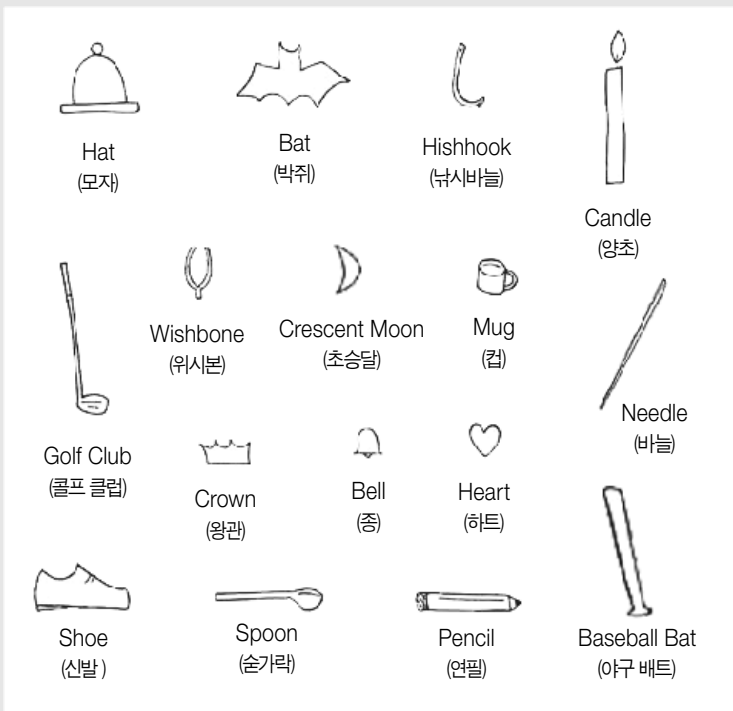 Hat
(모자)
Bat
(박쥐)
Hishhook
(낚시바늘)
Candle
(양초)
Wishbone
(위시본)
Crescent Moon
(초승달)
Mug
(컵)
Needle
(바늘)
Golf Club
(콜프 클럽)
Crown
(왕관)
Bell
(종)
Heart
(하트)
Shoe
(신발 )
Spoon
(숟가락)
Pencil
(연필)
Baseball Bat
(야구 배트)